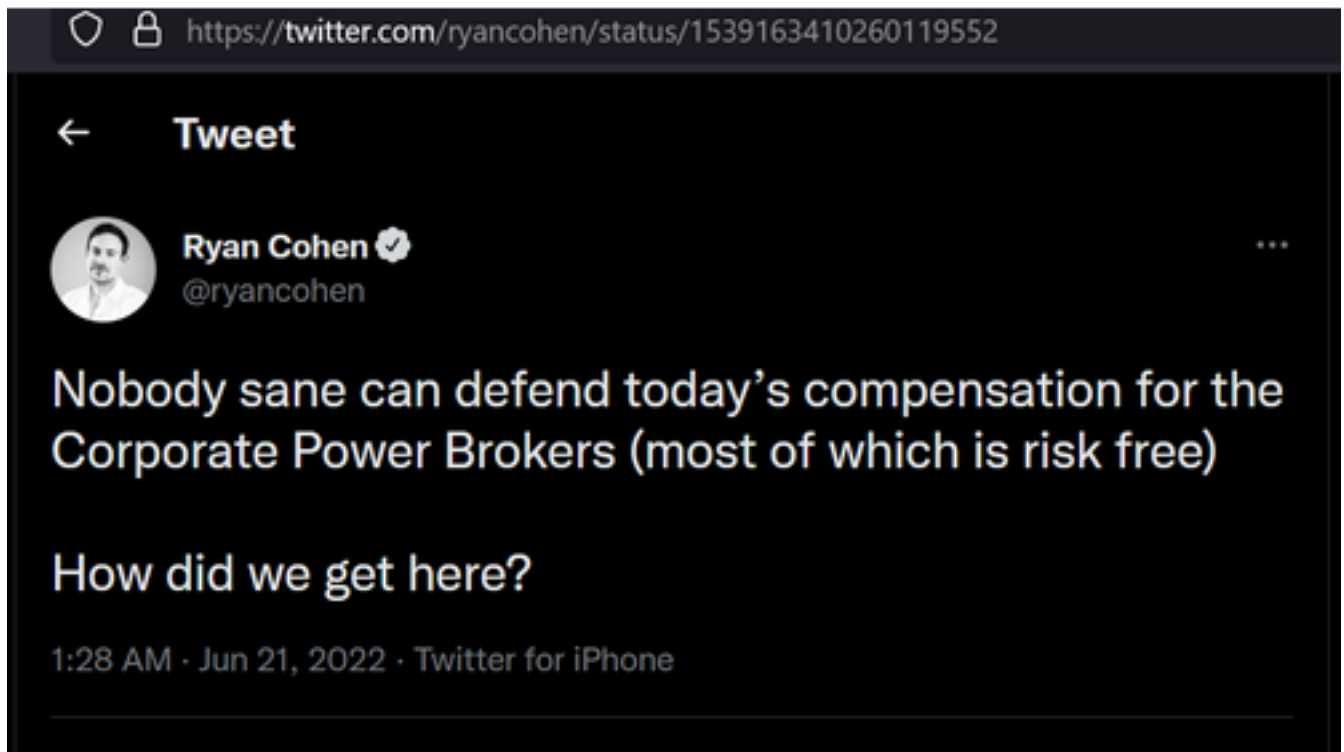 https://twitter.com/ryancohen/status/1539163410260119552
Tweet
Ryan Cohen
@ryancohen
Nobody sane can defend today’s compensation for the
Corporate Power Brokers (most of which is risk free)
How did we get here?
1:28 AM · Jun 21, 2022 · Twitter for iPhone